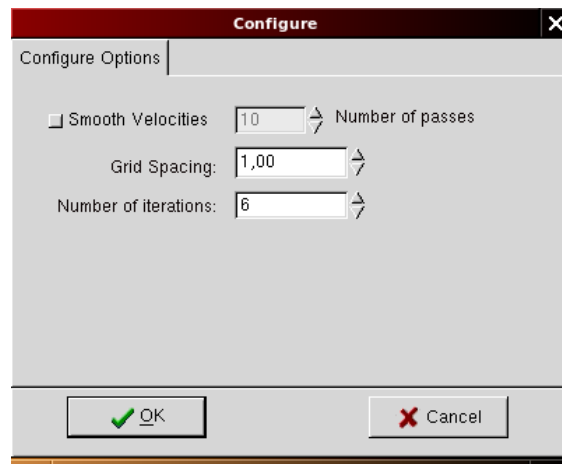 Configure
Configure Options
Smooth Velocities 10 Number of passes
Grid Spacing: 1,00
Number of iterations: 6
OK Cancel